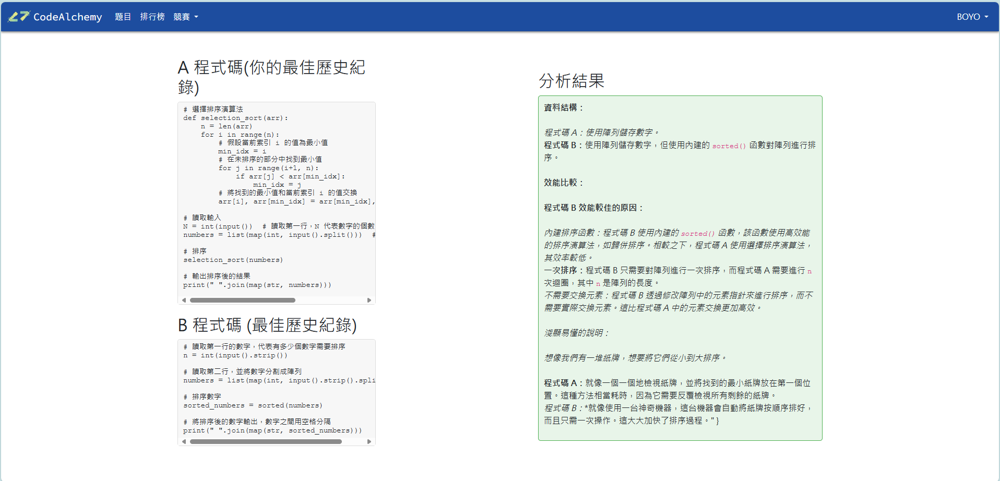 CodeAlchemy 題目 排行榜 競賽 BOYO
A 程式碼(你的最佳歷史紀
錄)
# 選擇排序演算法
def selection_sort(arr):
    n = len(arr)
    for i in range(n):
        # 假設當前索引 i 的值為最小值
        min_idx = i
        # 在未排序的部分中找到最小值
        for j in range(i+1, n):
            if arr[j] < arr[min_idx]:
                min_idx = j
        # 將找到的最小值和當前索引 i 的值交換
        arr[i], arr[min_idx] = arr[min_idx],
# 讀取輸入
N = int(input())  # 讀取第一行，N 代表數字的個數
numbers = list(map(int, input().split()))  #
# 排序
selection_sort(numbers)
# 輸出排序後的結果
print(" ".join(map(str, numbers)))
B 程式碼 (最佳歷史紀錄)
# 讀取第一行的數字，代表有多少個數字需要排序
n = int(input().strip())
# 讀取第二行，並將數字分割成陣列
numbers = list(map(int, input().strip().spli
# 排序數字
sorted_numbers = sorted(numbers)
# 將排序後的數字輸出，數字之間用空格分隔
print(" ".join(map(str, sorted_numbers)))
分析結果
資料結構：
程式碼 A：使用陣列儲存數字。
程式碼 B：使用陣列儲存數字，但使用內建的 sorted() 函數對陣列進行排
序。
效能比較：
程式碼 B 效能較佳的原因：
內建排序函數：程式碼 B 使用內建的 sorted() 函數，該函數使用高效能
的排序演算法，如歸併排序。相較之下，程式碼 A 使用選擇排序演算法，
其效率較低。
一次排序：程式碼 B 只需要對陣列進行一次排序，而程式碼 A 需要進行 n
次迴圈，其中 n 是陣列的長度。
不需要交換元素：程式碼 B 透過修改陣列中的元素指針來進行排序，而不
需要實際交換元素。這比程式碼 A 中的元素交換更加高效。
淺顯易懂的說明：
想像我們有一堆紙牌，想要將它們從小到大排序。
程式碼 A：就像一個一個地檢視紙牌，並將找到的最小紙牌放在第一個位
置。這種方法相當耗時，因為它需要反覆檢視所有剩餘的紙牌。
程式碼 B：*就像使用一台神奇機器，這台機器會自動將紙牌按順序排好，
而且只需一次操作。這大大加快了排序過程。" }